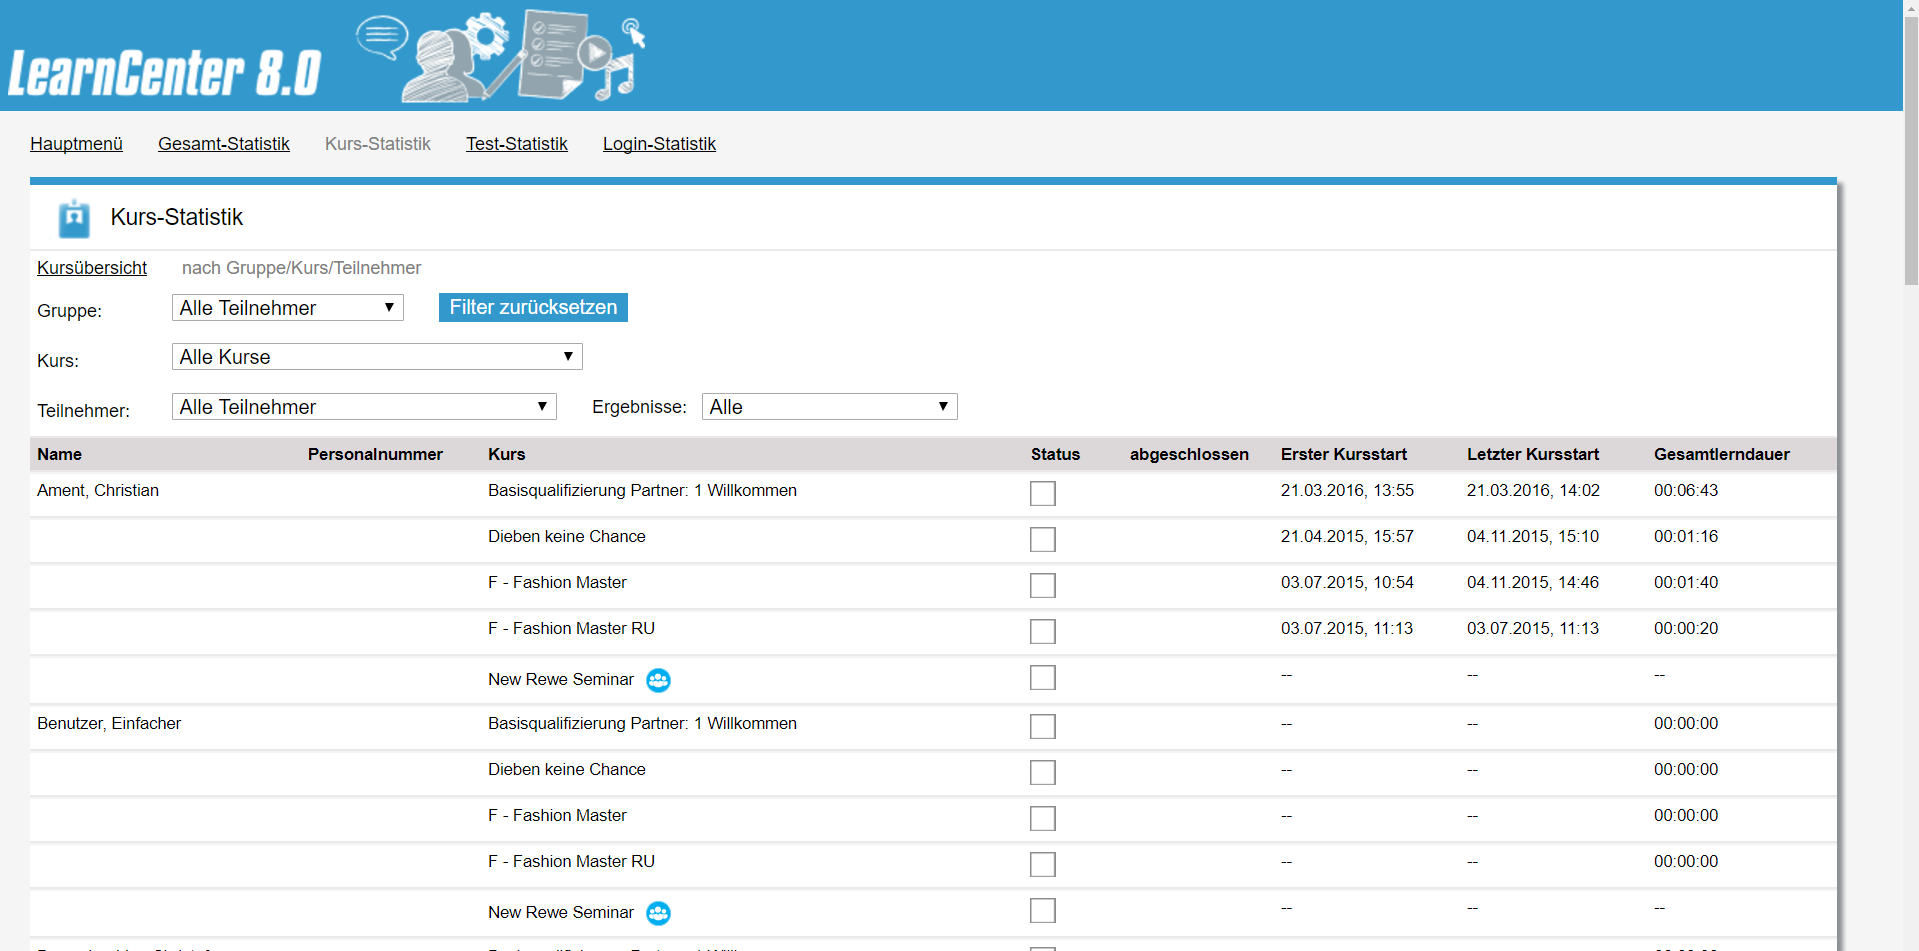 LearnCenter 8.0
Hauptmenü Gesamt-Statistik Kurs-Statistik Test-Statistik Login-Statistik
Kurs-Statistik
Kursübersicht nach Gruppe/Kurs/Teilnehmer
Gruppe: Alle Teilnehmer ▼ Filter zurücksetzen
Kurs: Alle Kurse ▼
Teilnehmer: Alle Teilnehmer ▼ Ergebnisse: Alle ▼
Name Personalnummer Kurs Status abgeschlossen Erster Kursstart Letzter Kursstart Gesamtlerndauer
Ament, Christian Basisqualifizierung Partner: 1 Willkommen 21.03.2016, 13:55 21.03.2016, 14:02 00:06:43
Dieben keine Chance 21.04.2015, 15:57 04.11.2015, 15:10 00:01:16
F - Fashion Master 03.07.2015, 10:54 04.11.2015, 14:46 00:01:40
F - Fashion Master RU 03.07.2015, 11:13 03.07.2015, 11:13 00:00:20
New Rewe Seminar -- -- --
Benutzer, Einfacher Basisqualifizierung Partner: 1 Willkommen -- -- 00:00:00
Dieben keine Chance -- -- 00:00:00
F - Fashion Master -- -- 00:00:00
F - Fashion Master RU -- -- 00:00:00
New Rewe Seminar -- -- --